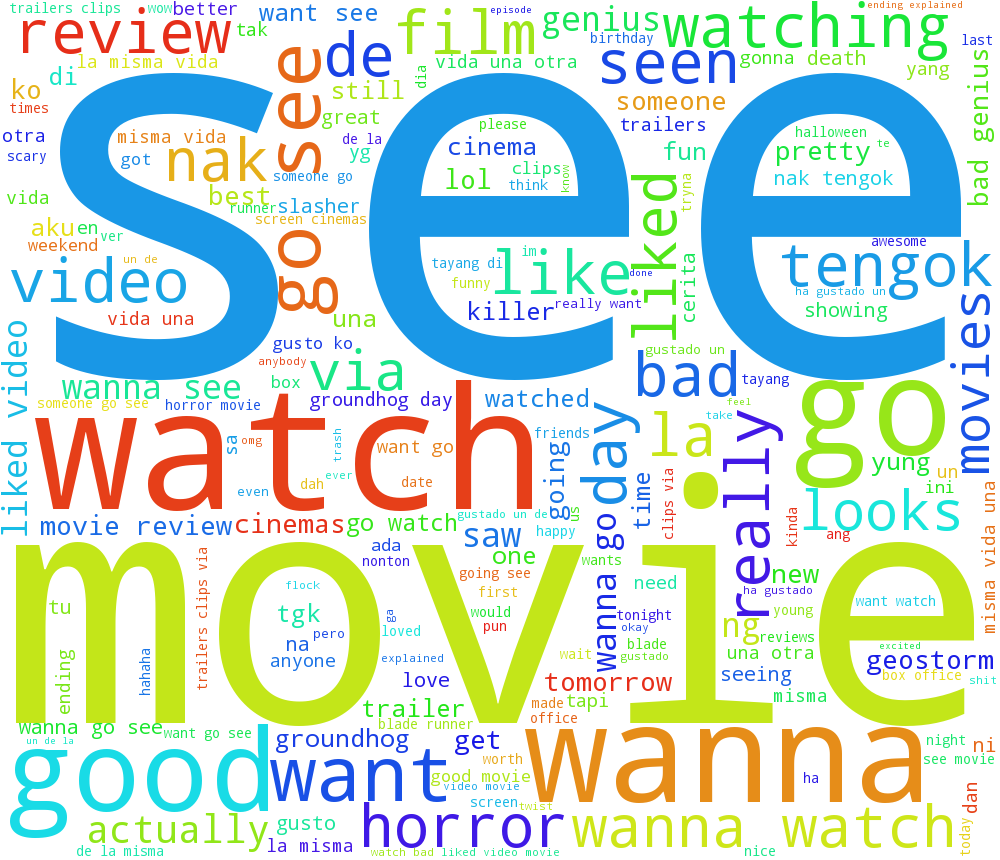 trailers clips wow better
episode
ending explained
review
tak
want see
film
genius
birthday
watching
last
la misma vida
di
de
vida una otra
seen
gonna death
yang
ko
times
see
go see
still
dia
someone
trailers
great
please
halloween
te
otra
misma vida
de la
cinema
fun
pretty
bad genius
scary
got
nak
yg
lol
clips
think
know
nak tengok
someone go
vida
best
runner
slasher
screen cinemas
liked
tryna
aku
en
ver
weekend
un de
like
im
done
tengok
awesome
video
tayang di
funny
killer
really want
cerita
ha gustado un
showing
movies
vida una
una
gusto ko
anybody
via
gustado un
liked video
wanna see
box
groundhog day
watched
bad
tayang
go
someone go see
horror movie
feel
take
watch
sa
omg
trash
want go
friends
day
la
really
yung
un
even
dah
ever
date
going
time
clips via
ini
movie review
cinemas
go watch
gustado un de
us
happy
saw
looks
kinda
ang
misma vida una
ada
nonton
one
wanna go
wants
need
new
movie
going see
first
ha gustado
young
want watch
tu
trailers clips via
flock
tgk
ga
would
pun
tonight
okay
ng
reviews
excited
ending
hahaha
na
pero
anyone
loved
explained
wait
blade
gustado
una otra
geostorm
love
seeing
box office
shit
tomorrow
misma
trailer
made
tapi
blade runner
office
wanna go see
want go see
un de la
groundhog
get
wanna
night
ni
see movie
good
want
worth
good movie
video movie
ha
screen
twist
dan
actually
gusto
horror
wanna watch
today
de la misma
la misma
watch bad
liked video movie
nice